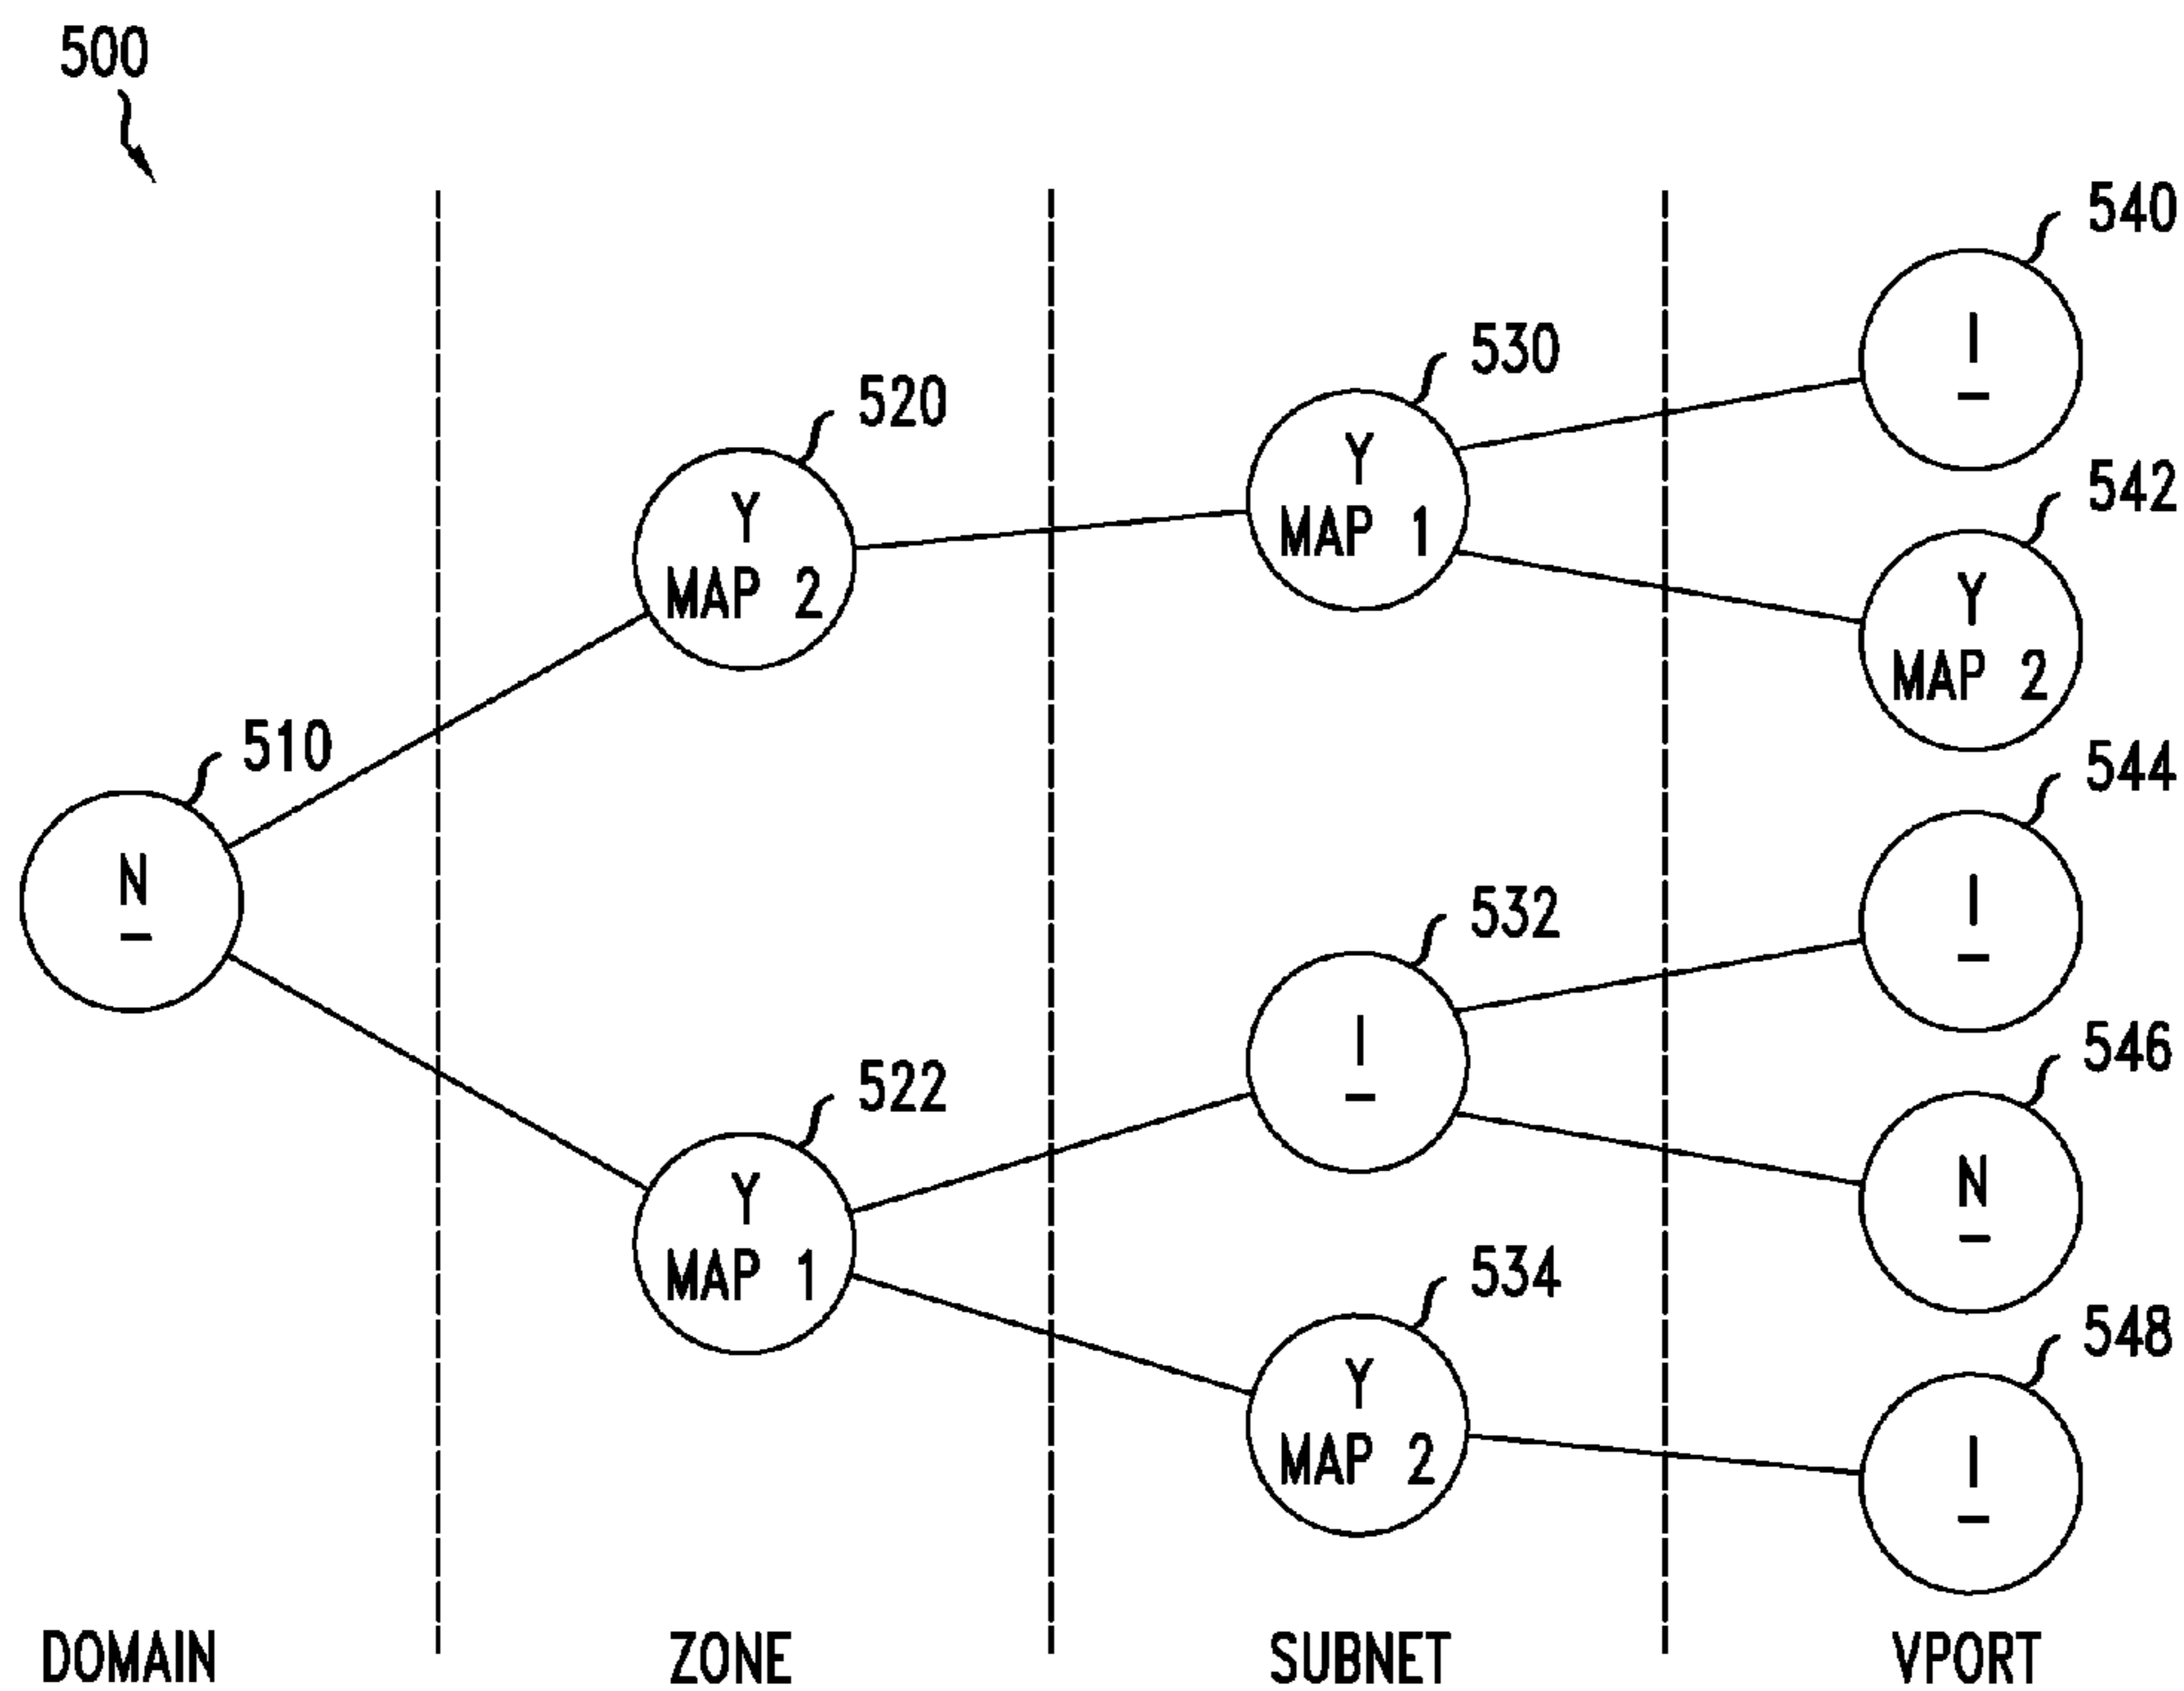 500
540
I
–
530
Y
MAP 1
520
Y
MAP 2
542
Y
MAP 2
510
N
–
544
I
–
532
I
–
522
Y
MAP 1
546
N
–
534
Y
MAP 2
548
I
–
DOMAIN
ZONE
SUBNET
VPORT